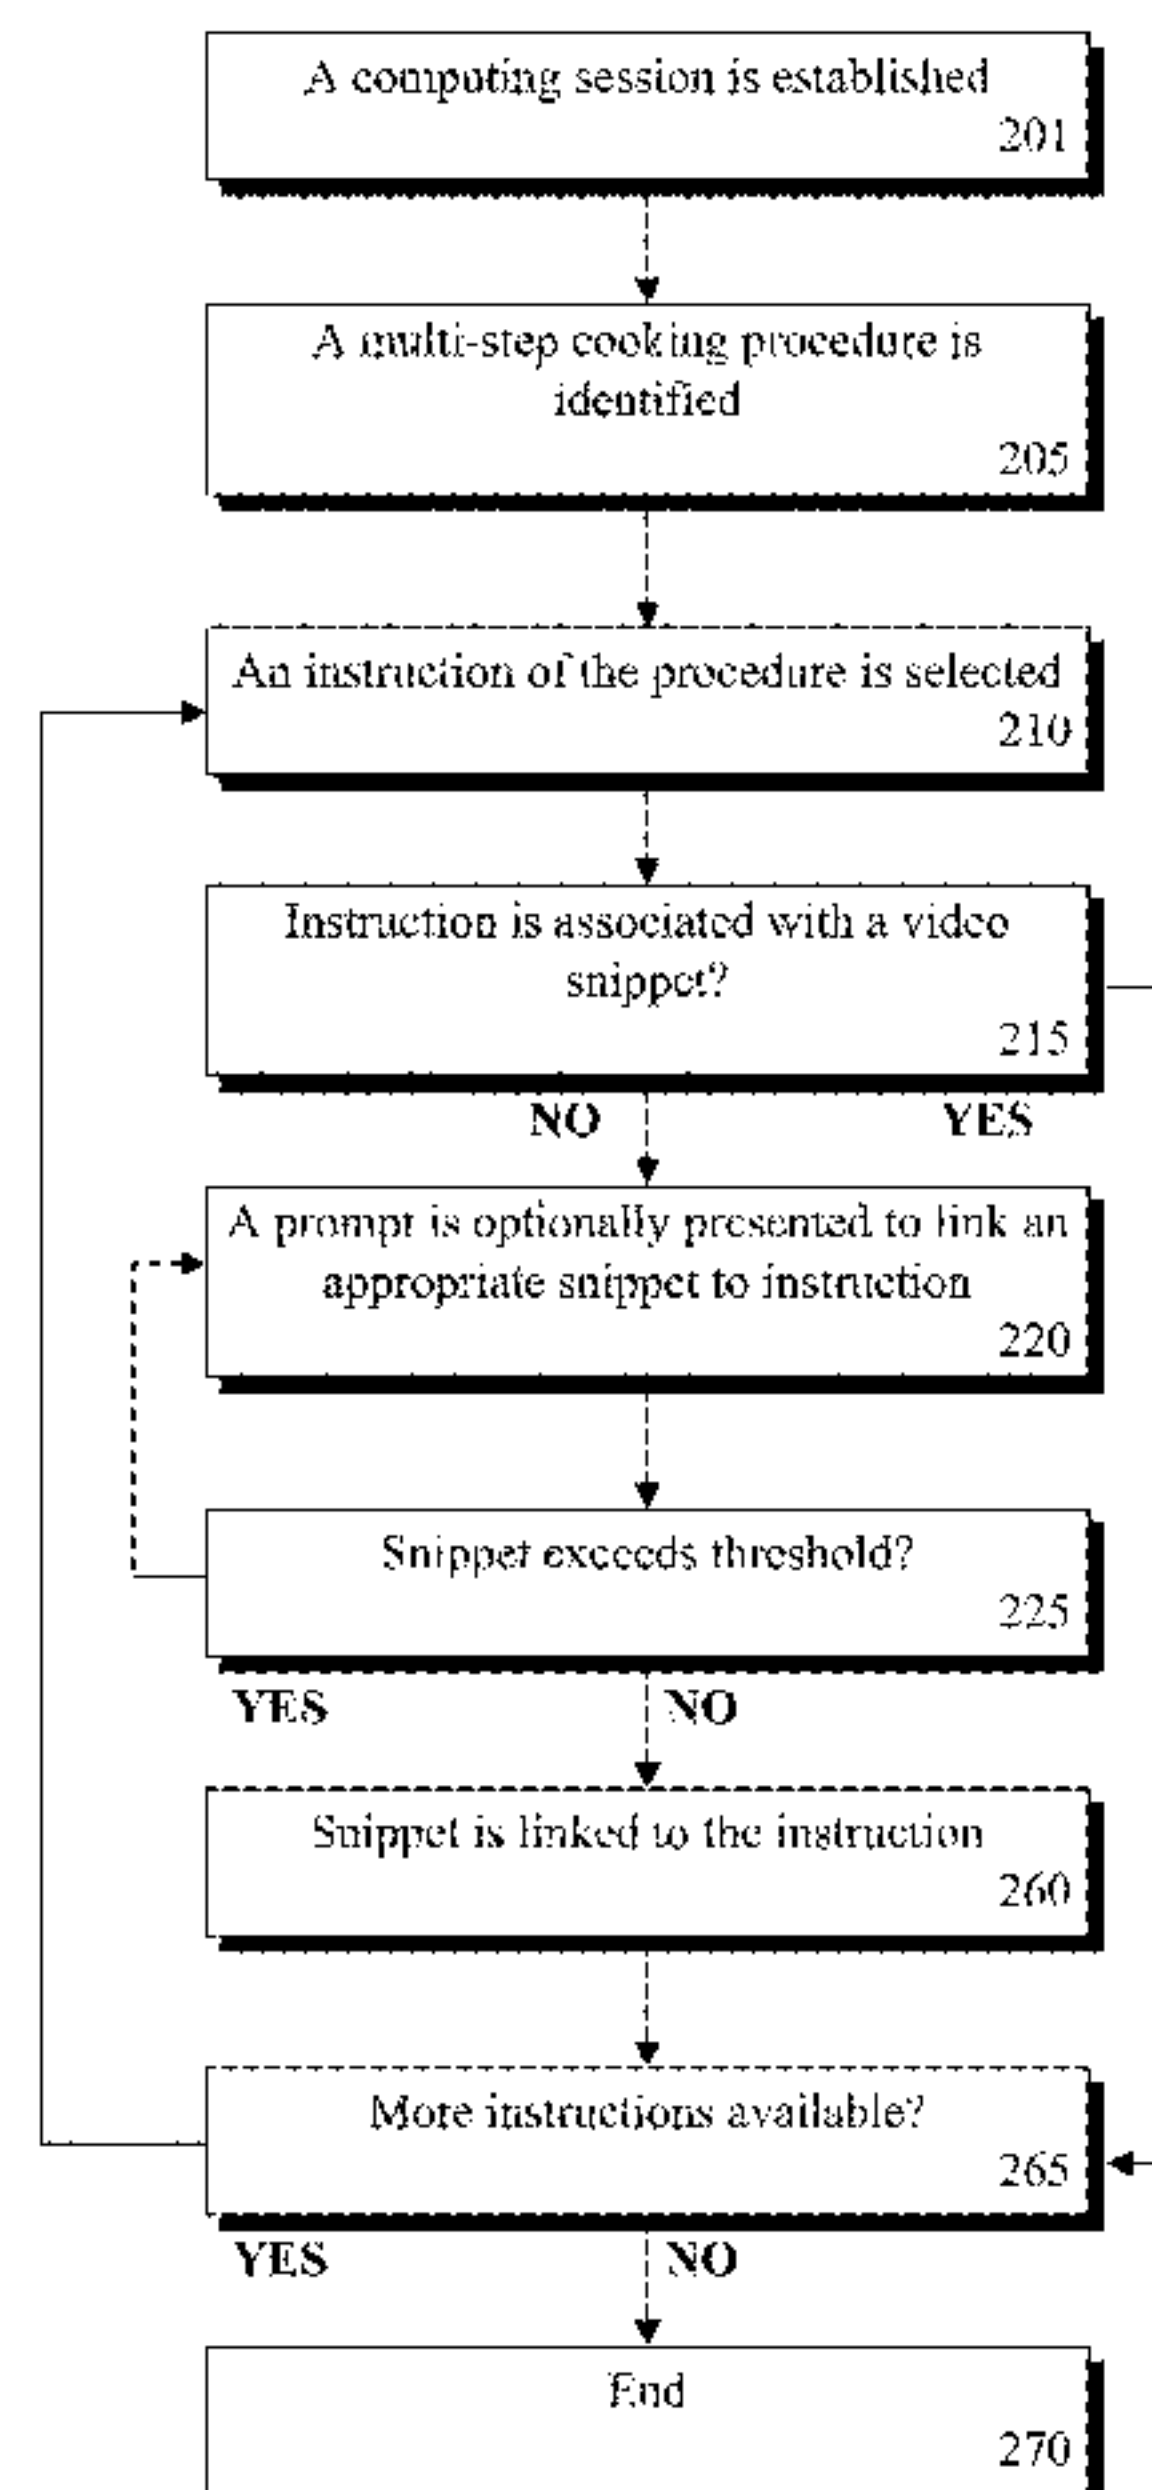 A computing session is established
201
A multi-step cooking procedure is
identified
205
An instruction of the procedure is selected
210
Instruction is associated with a video
snippet?
215
NO YES
A prompt is optionally presented to link an
appropriate snippet to instruction
220
Snippet exceeds threshold?
225
YES NO
Snippet is linked to the instruction
260
More instructions available?
265
YES NO
End
270